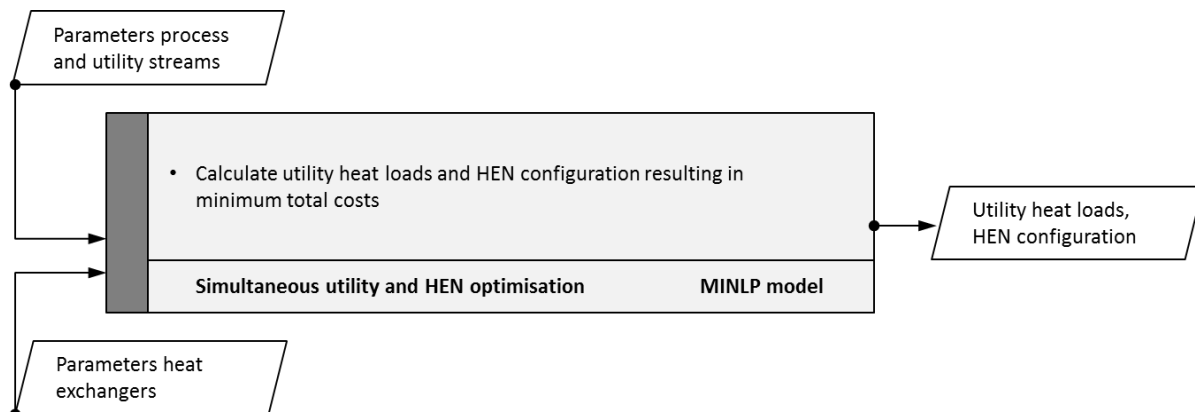 Parameters process
and utility streams
• Calculate utility heat loads and HEN configuration resulting in
minimum total costs
Utility heat loads,
HEN configuration
Simultaneous utility and HEN optimisation MINLP model
Parameters heat
exchangers